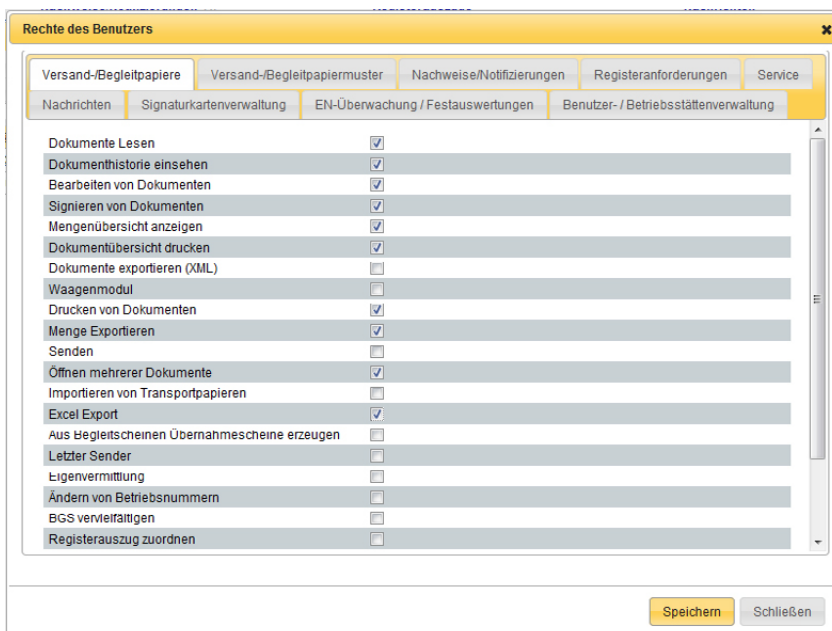 Rechte des Benutzers
Versand-/Begleitpapiere Versand-/Begleitpapiermuster Nachweise/Notifizierungen Registeranforderungen Service
Nachrichten Signaturkartenverwaltung EN-Überwachung / Festauswertungen Benutzer- / Betriebsstättenverwaltung
Dokumente Lesen
Dokumenthistorie einsehen
Bearbeiten von Dokumenten
Signieren von Dokumenten
Mengenübersicht anzeigen
Dokumentübersicht drucken
Dokumente exportieren (XML)
Waagenmodul
Drucken von Dokumenten
Menge Exportieren
Senden
Öffnen mehrerer Dokumente
Importieren von Transportpapieren
Excel Export
Aus Begleitscheinen Übernahmescheine erzeugen
Letzter Sender
Eigenvermittlung
Ändern von Betriebsnummern
BGS vervielfältigen
Registerauszug zuordnen
Speichern Schließen